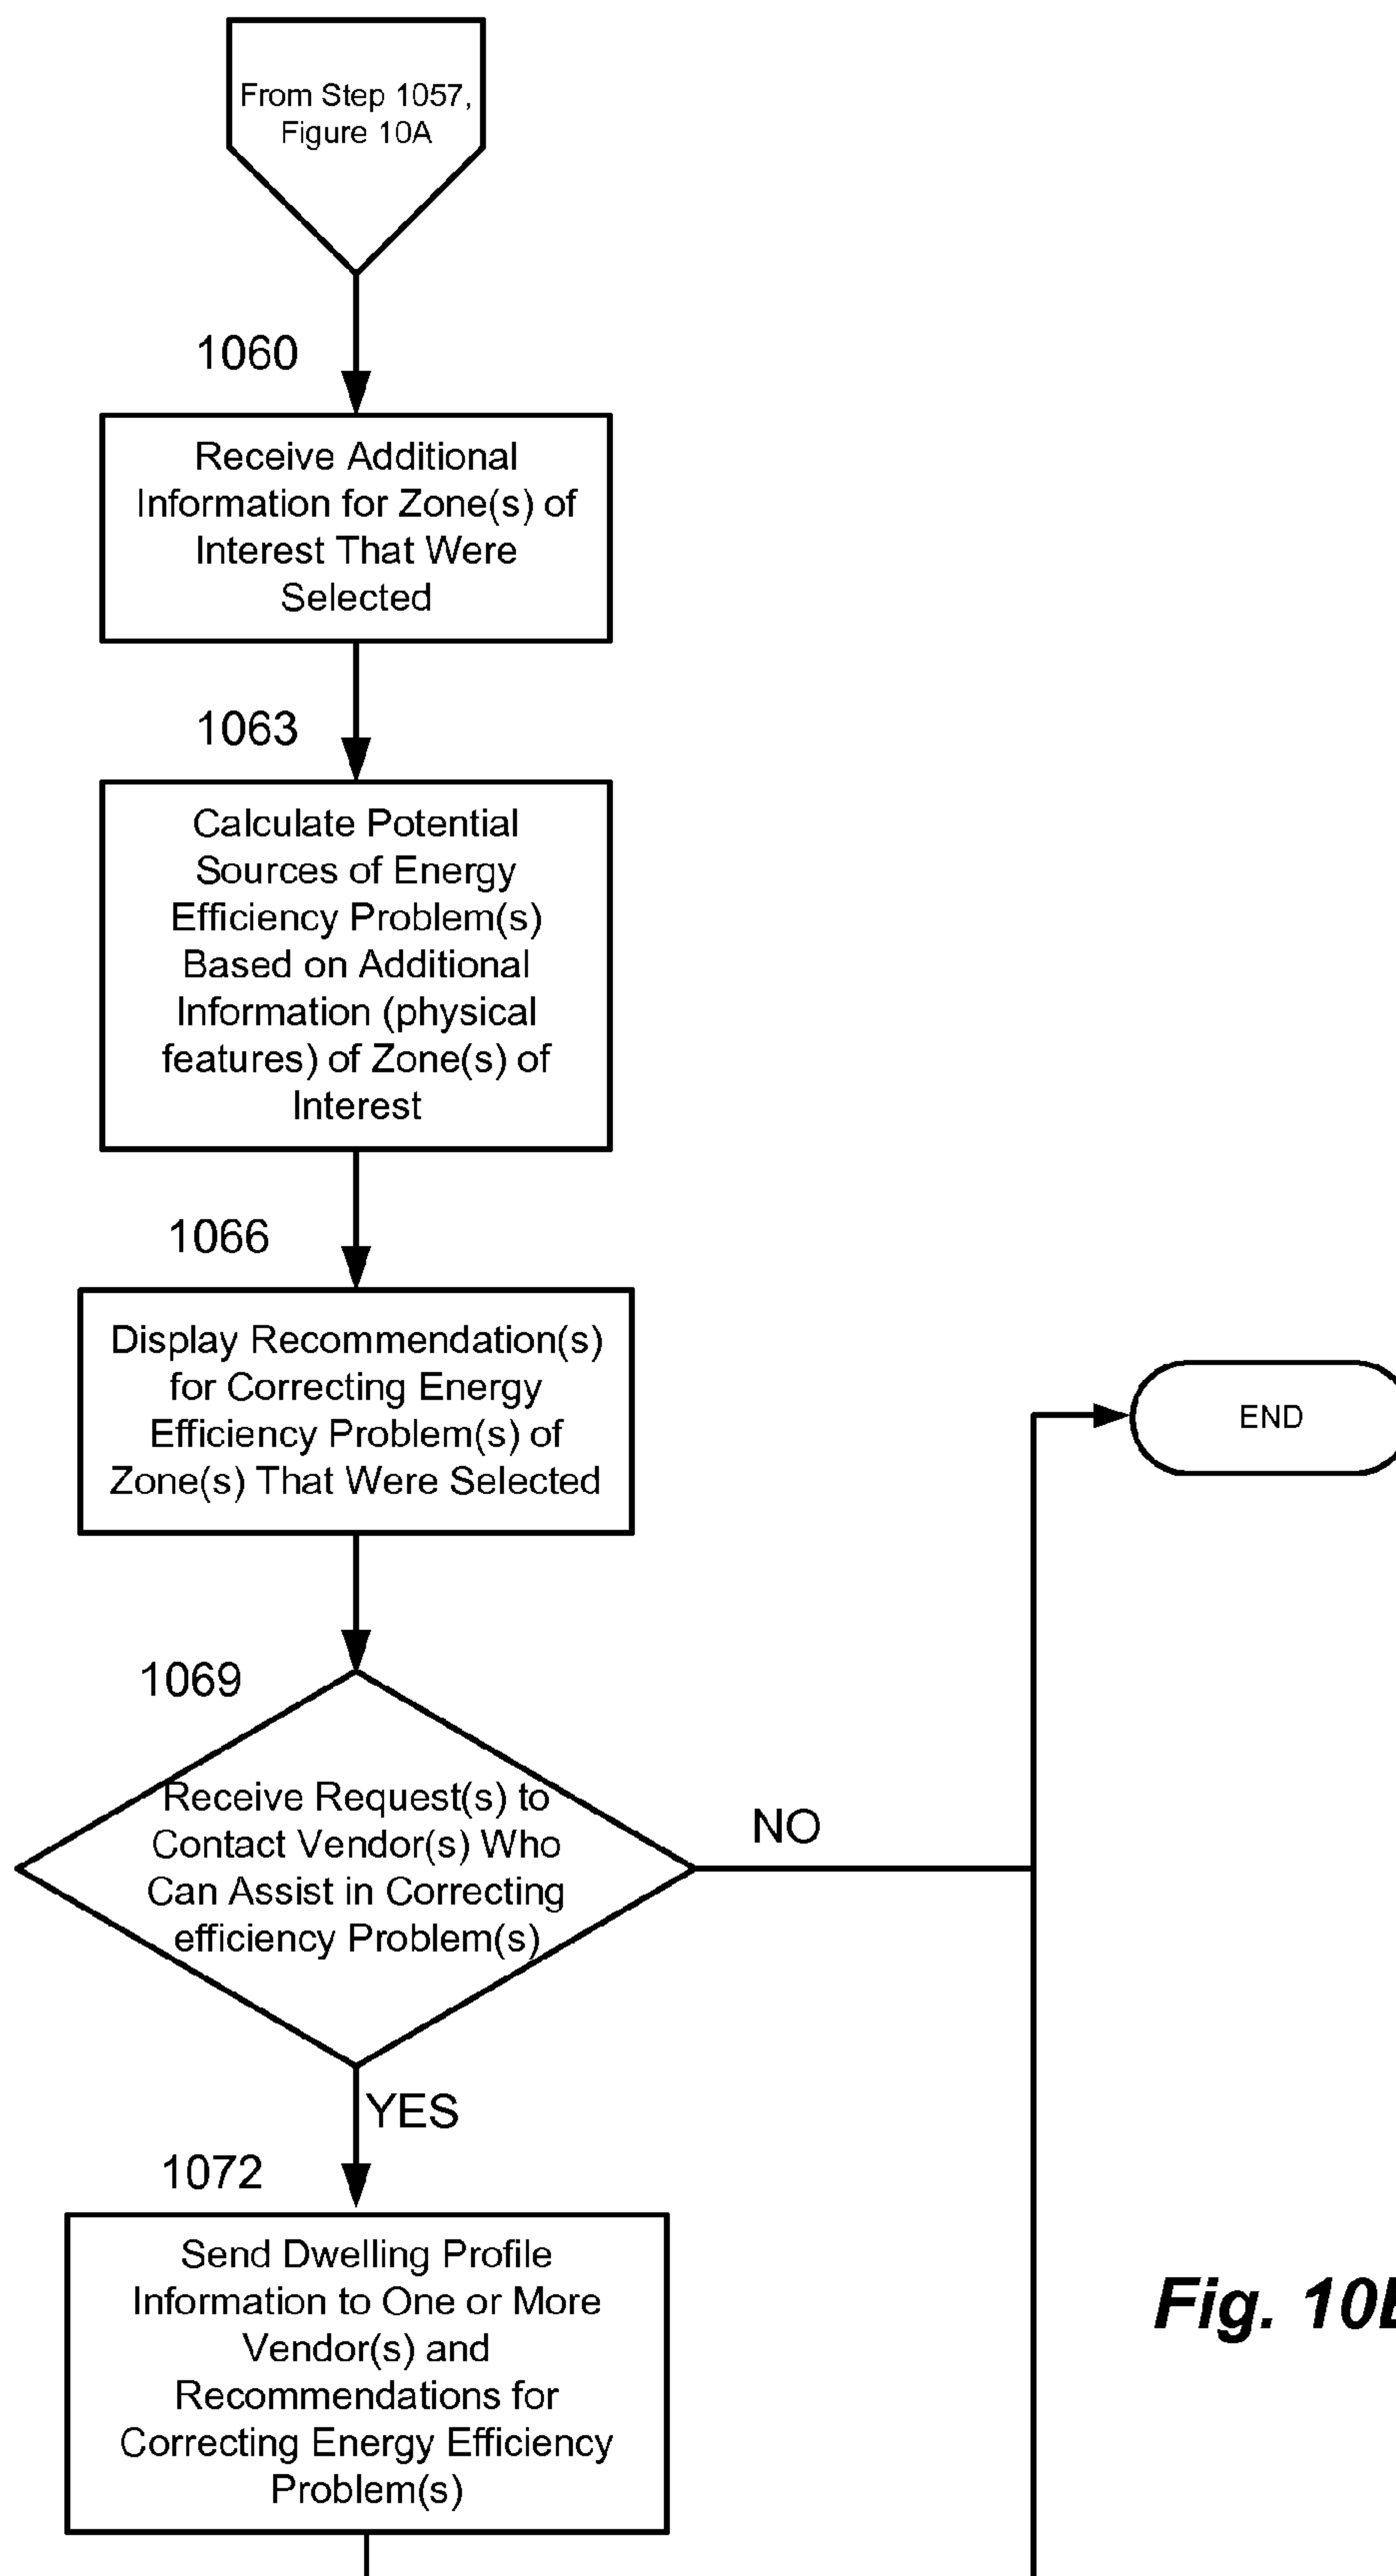 From Step 1057,
Figure 10A
1060
Receive Additional
Information for Zone(s) of
Interest That Were
Selected
1063
Calculate Potential
Sources of Energy
Efficiency Problem(s)
Based on Additional
Information (physical
features) of Zone(s) of
Interest
1066
Display Recommendation(s)
for Correcting Energy
Efficiency Problem(s) of
Zone(s) That Were Selected
END
1069
Receive Request(s) to
Contact Vendor(s) Who
Can Assist in Correcting
efficiency Problem(s)
NO
YES
1072
Send Dwelling Profile
Information to One or More
Vendor(s) and
Recommendations for
Correcting Energy Efficiency
Problem(s)
Fig.